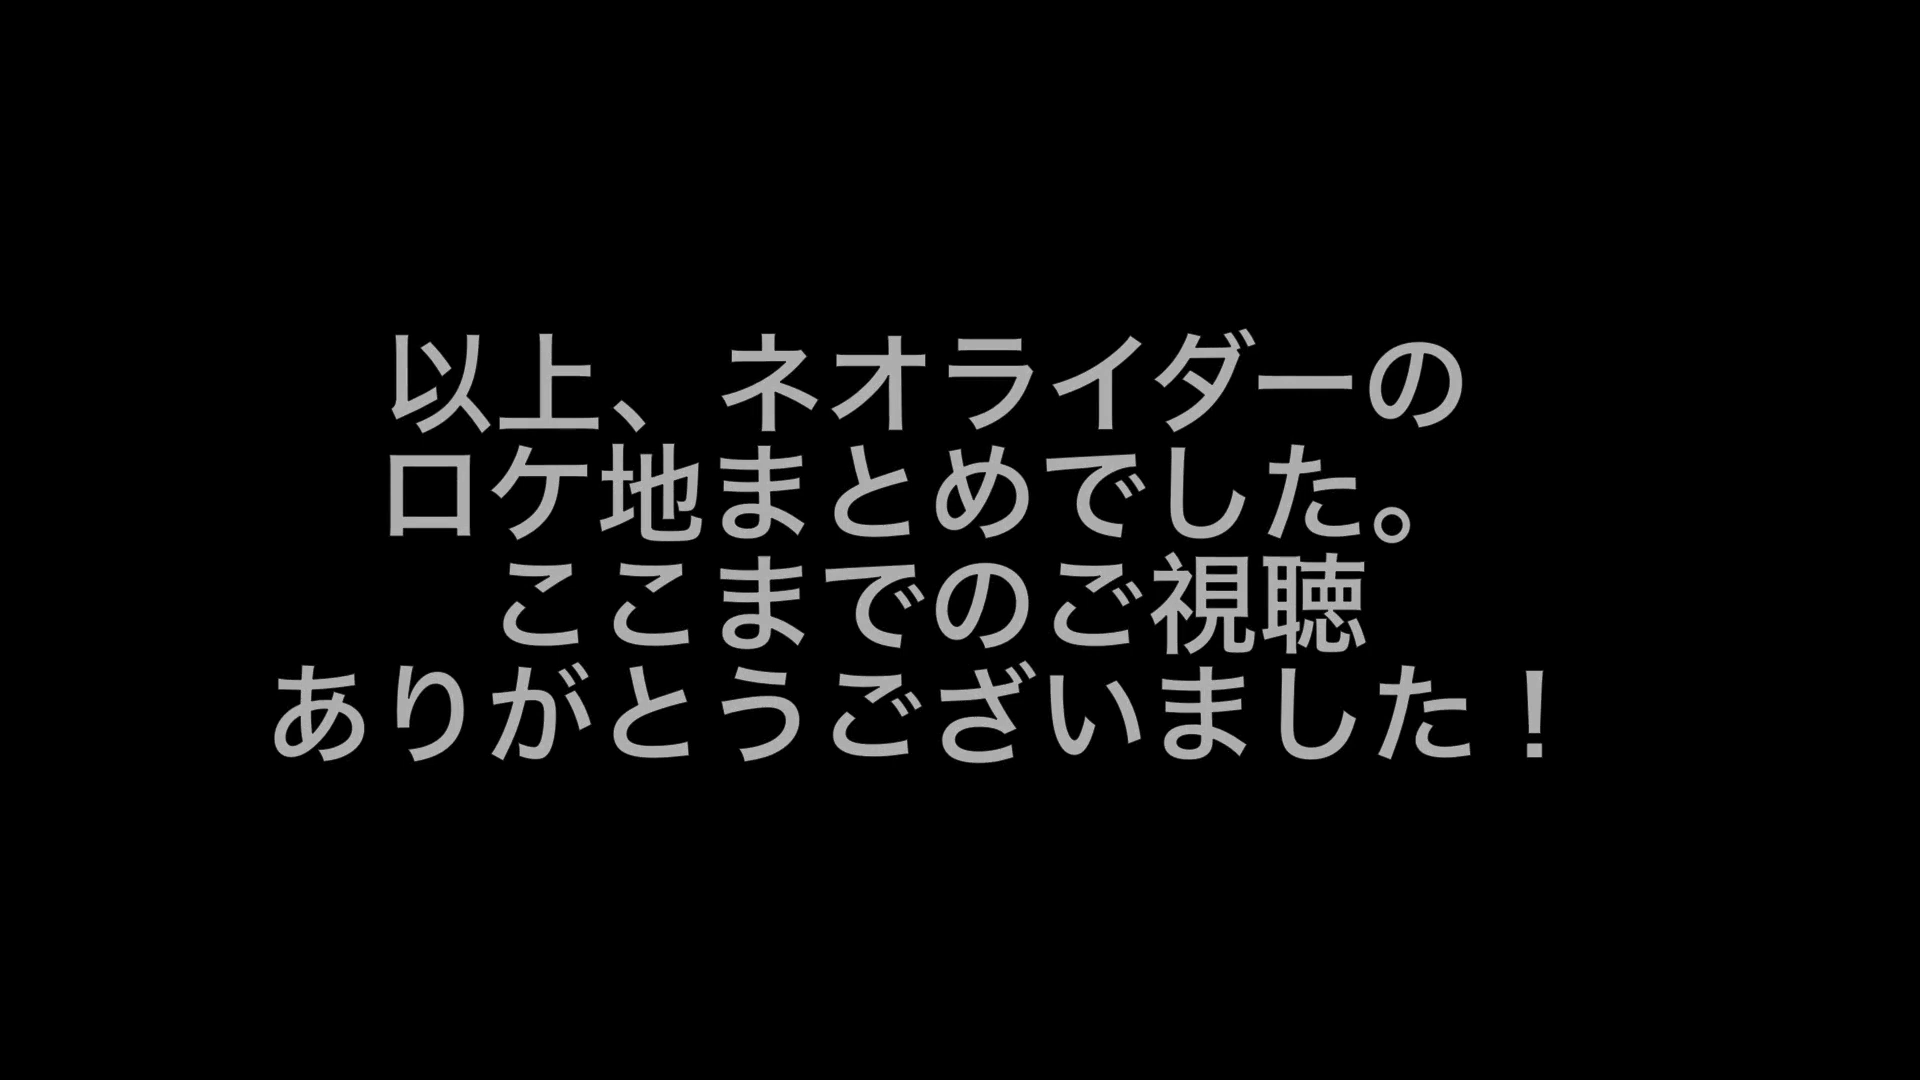 以上、ネオライダーの
ロケ地まとめでした。
ここまでのご視聴
ありがとうございました！